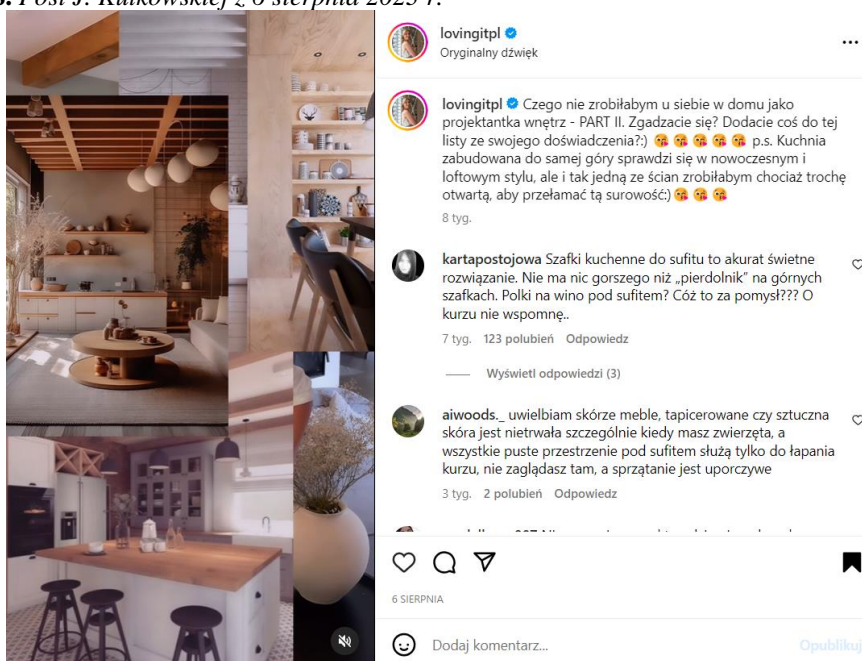 Post J. Kulkowskiej z 6 sierpnia 2023 r.
lovingitpl
Oryginalny dźwięk
lovingitpl Czego nie zrobiłabym u siebie w domu jako
projektantka wnętrz - PART II. Zgadzacie się? Dodacie coś do tej
listy ze swojego doświadczenia?:) 😘 😘 😘 😘 😘 p.s. Kuchnia
zabudowana do samej góry sprawdzi się w nowoczesnym i
loftowym stylu, ale i tak jedną ze ścian zrobiłabym chociaż trochę
otwartą, aby przełamać tą surowość:) 😘 😘 😘
8 tyg.
kartapostojowa Szafki kuchenne do sufitu to akurat świetne
rozwiązanie. Nie ma nic gorszego niż „pierdolnik” na górnych
szafkach. Polki na wino pod sufitem? Cóż to za pomysł??? O
kurzu nie wspomnę..
7 tyg. 123 polubień Odpowiedz
Wyświetl odpowiedzi (3)
aiwoods._ uwielbiam skórze meble, tapicerowane czy sztuczna
skóra jest nietrwała szczególnie kiedy masz zwierzęta, a
wszystkie puste przestrzenie pod sufitem służą tylko do łapania
kurzu, nie zaglądasz tam, a sprzątanie jest uporczywe
3 tyg. 2 polubień Odpowiedz
6 SIERPNIA
Dodaj komentarz...
Opublikuj